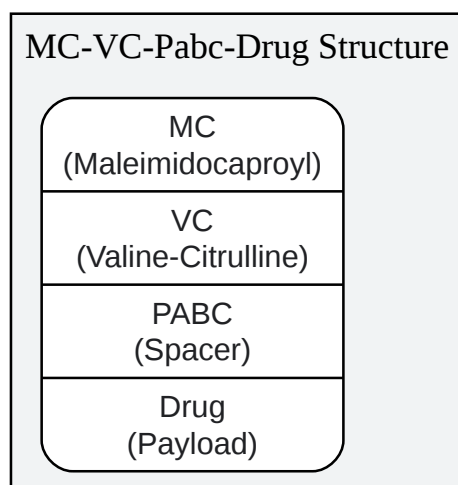 MC-VC-Pabc-Drug Structure
MC
(Maleimidocaproyl)
VC
(Valine-Citrulline)
PABC
(Spacer)
Drug
(Payload)